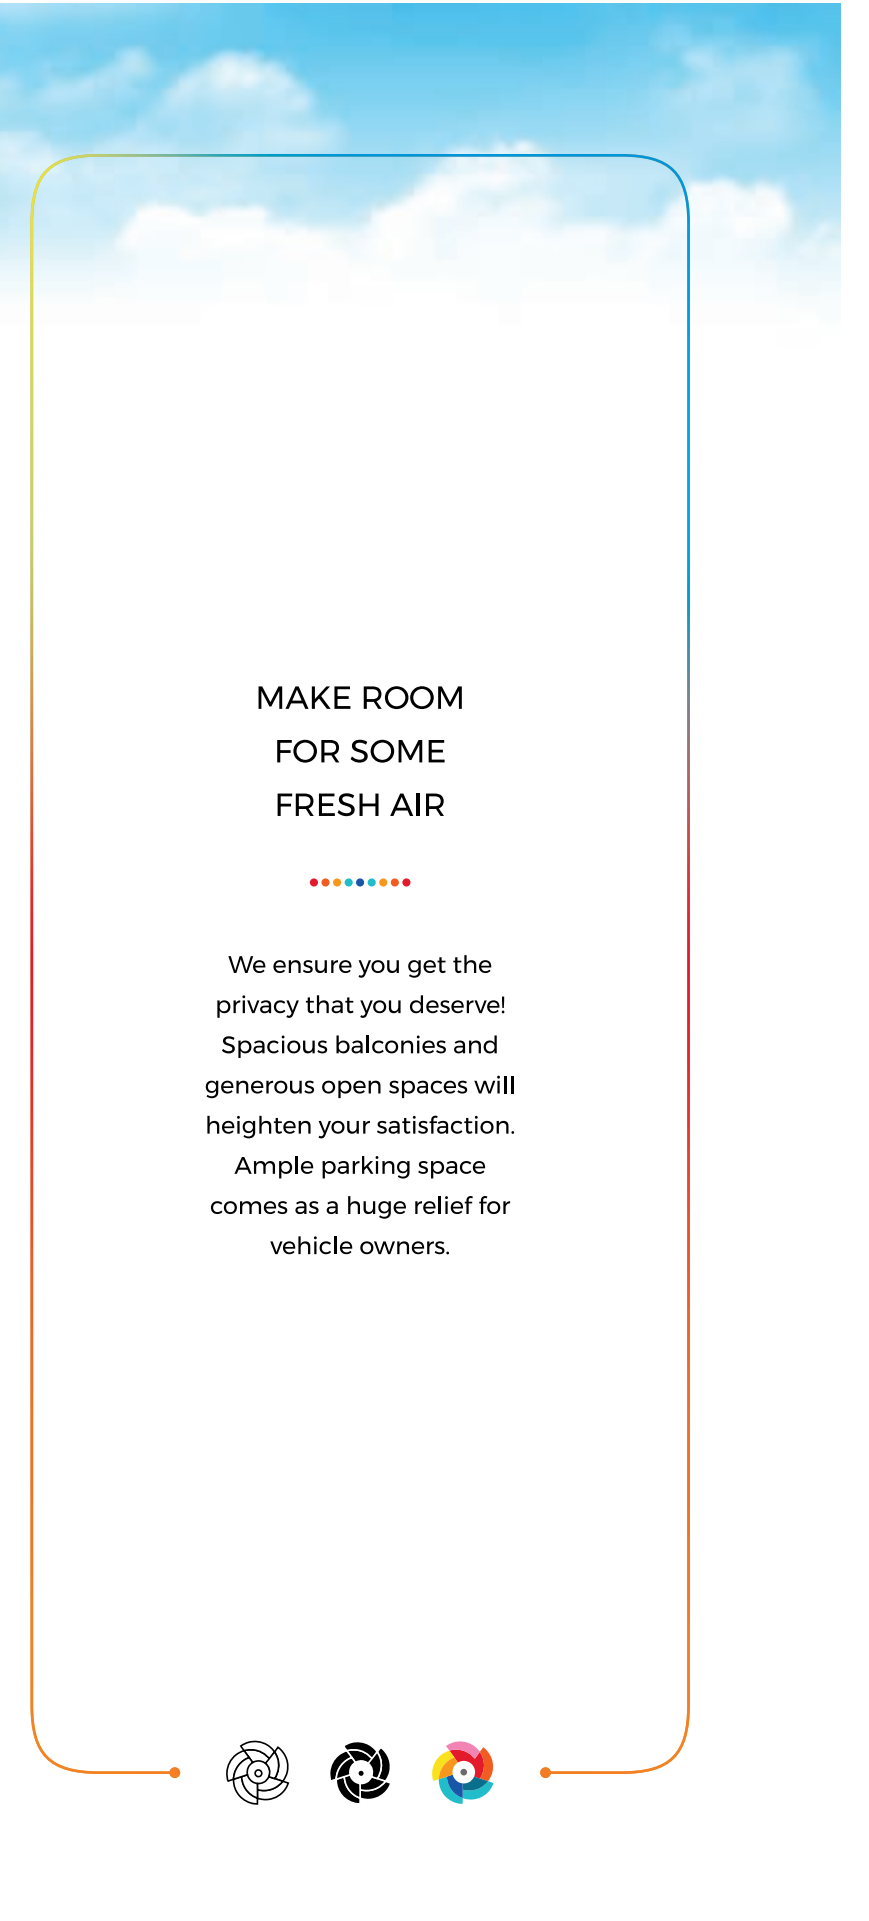 MAKE ROOM
FOR SOME
FRESH AIR
We ensure you get the
privacy that you deserve!
Spacious balconies and
generous open spaces will
heighten your satisfaction.
Ample parking space
comes as a huge relief for
vehicle owners.